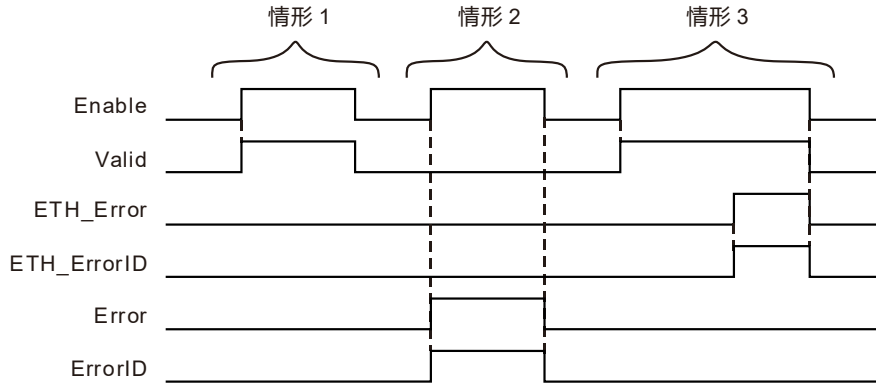 情形 1 情形 2 情形 3
Enable
Valid
ETH_Error
ETH_ErrorID
Error
ErrorID